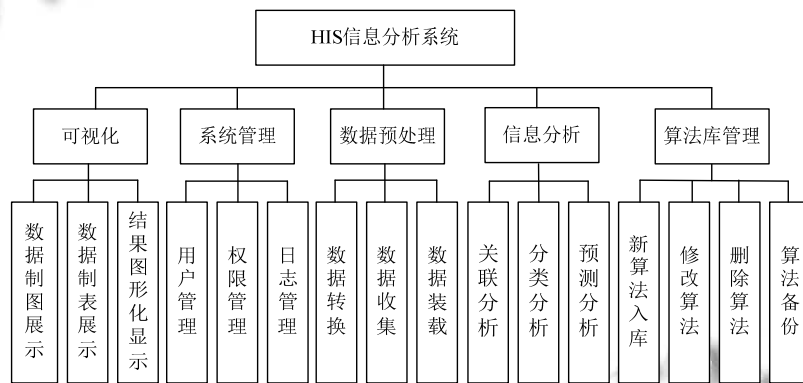 HIS信息分析系统
可视化
系统管理
数据预处理
信息分析
算法库管理
数据制图展示
数据制表展示
结果图形化显示
用户管理
权限管理
日志管理
数据转换
数据收集
数据装载
关联分析
分类分析
预测分析
新算法入库
修改算法
删除算法
算法备份